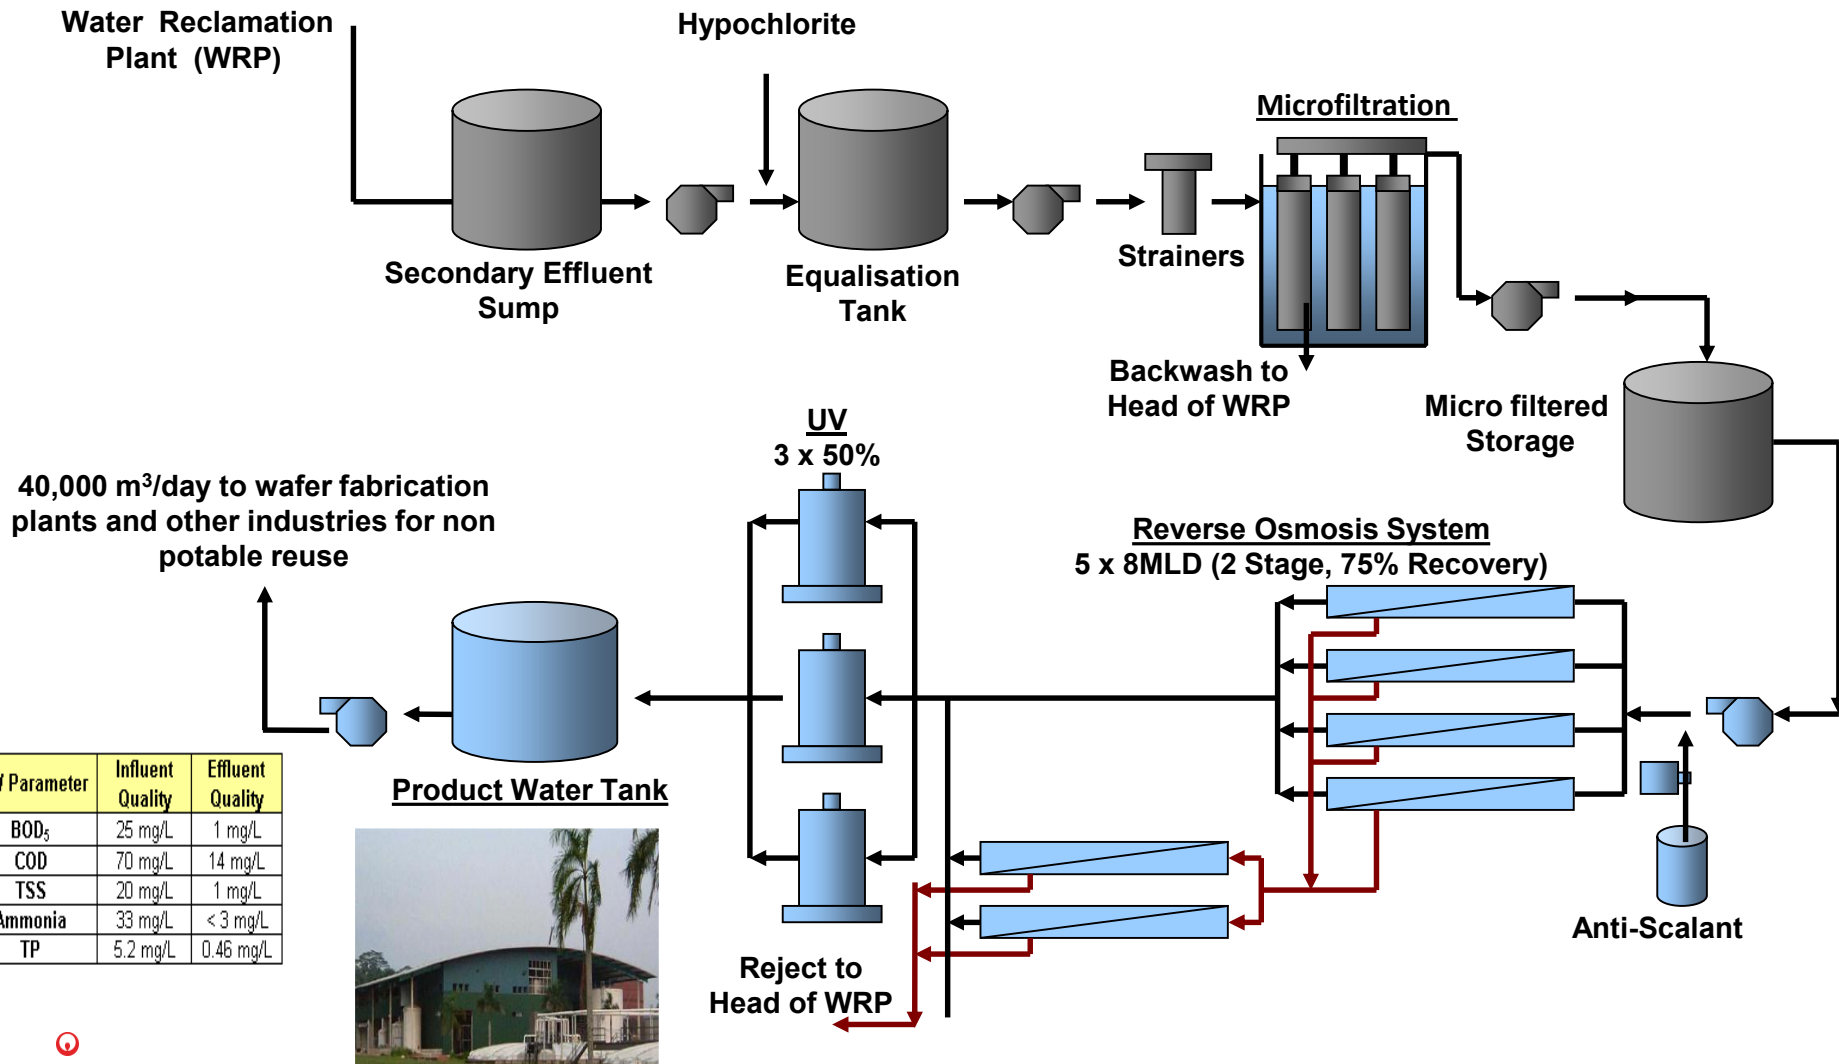 Water Reclamation
Plant (WRP)
Hypochlorite
Microfiltration
Strainers
Secondary Effluent
Sump
Equalisation
Tank
Backwash to
Head of WRP
Micro filtered
Storage
UV
3 x 50%
40,000 m³/day to wafer fabrication
plants and other industries for non
potable reuse
Reverse Osmosis System
5 x 8MLD (2 Stage, 75% Recovery)
Product Water Tank
Parameter Influent Quality Effluent Quality
BOD₅ 25 mg/L 1 mg/L
COD 70 mg/L 14 mg/L
TSS 20 mg/L 1 mg/L
Ammonia 33 mg/L < 3 mg/L
TP 5.2 mg/L 0.46 mg/L
Anti-Scalant
Reject to
Head of WRP